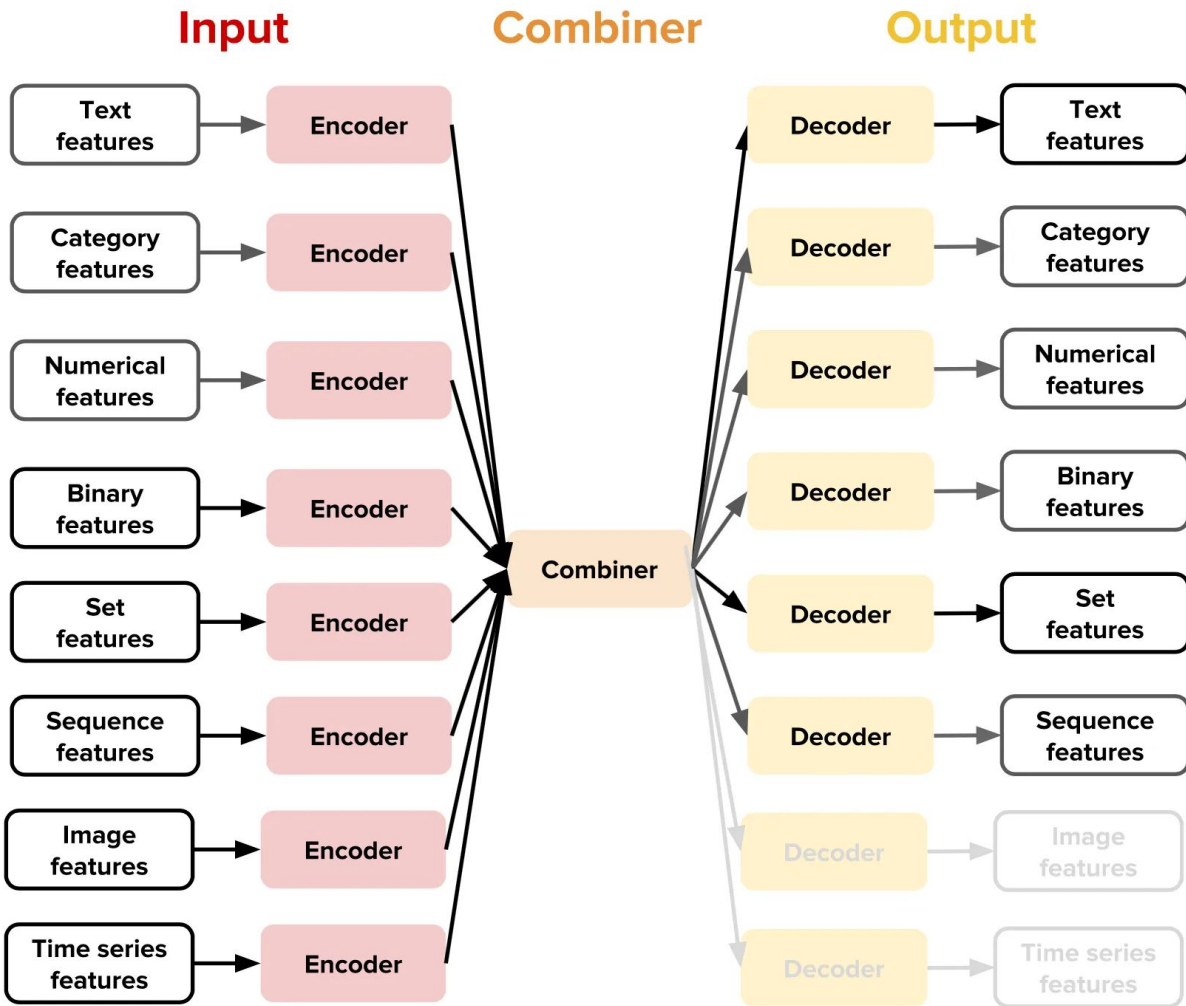 Input Combiner Output
Text
features
Encoder
Decoder
Text
features
Category
features
Encoder
Decoder
Category
features
Numerical
features
Encoder
Decoder
Numerical
features
Binary
features
Encoder
Decoder
Binary
features
Combiner
Set
features
Encoder
Decoder
Set
features
Sequence
features
Encoder
Decoder
Sequence
features
Image
features
Encoder
Decoder
Image
features
Time series
features
Encoder
Decoder
Time series
features